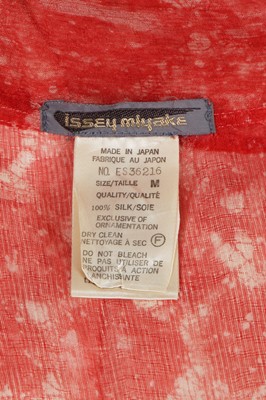 issey miyake
MADE IN JAPAN
FABRIQUE AU JAPON
NO. ES36216
SIZE/TAILLE M
QUALITY/QUALITÉ
100% SILK/SOIE
EXCLUSIVE OF
ORNAMENTATION
DRY CLEAN
NETTOYAGE À SEC F
DO NOT BLEACH
NE PAS UTILISER DE
PRODUITS À ACTION
ANCHISANTE